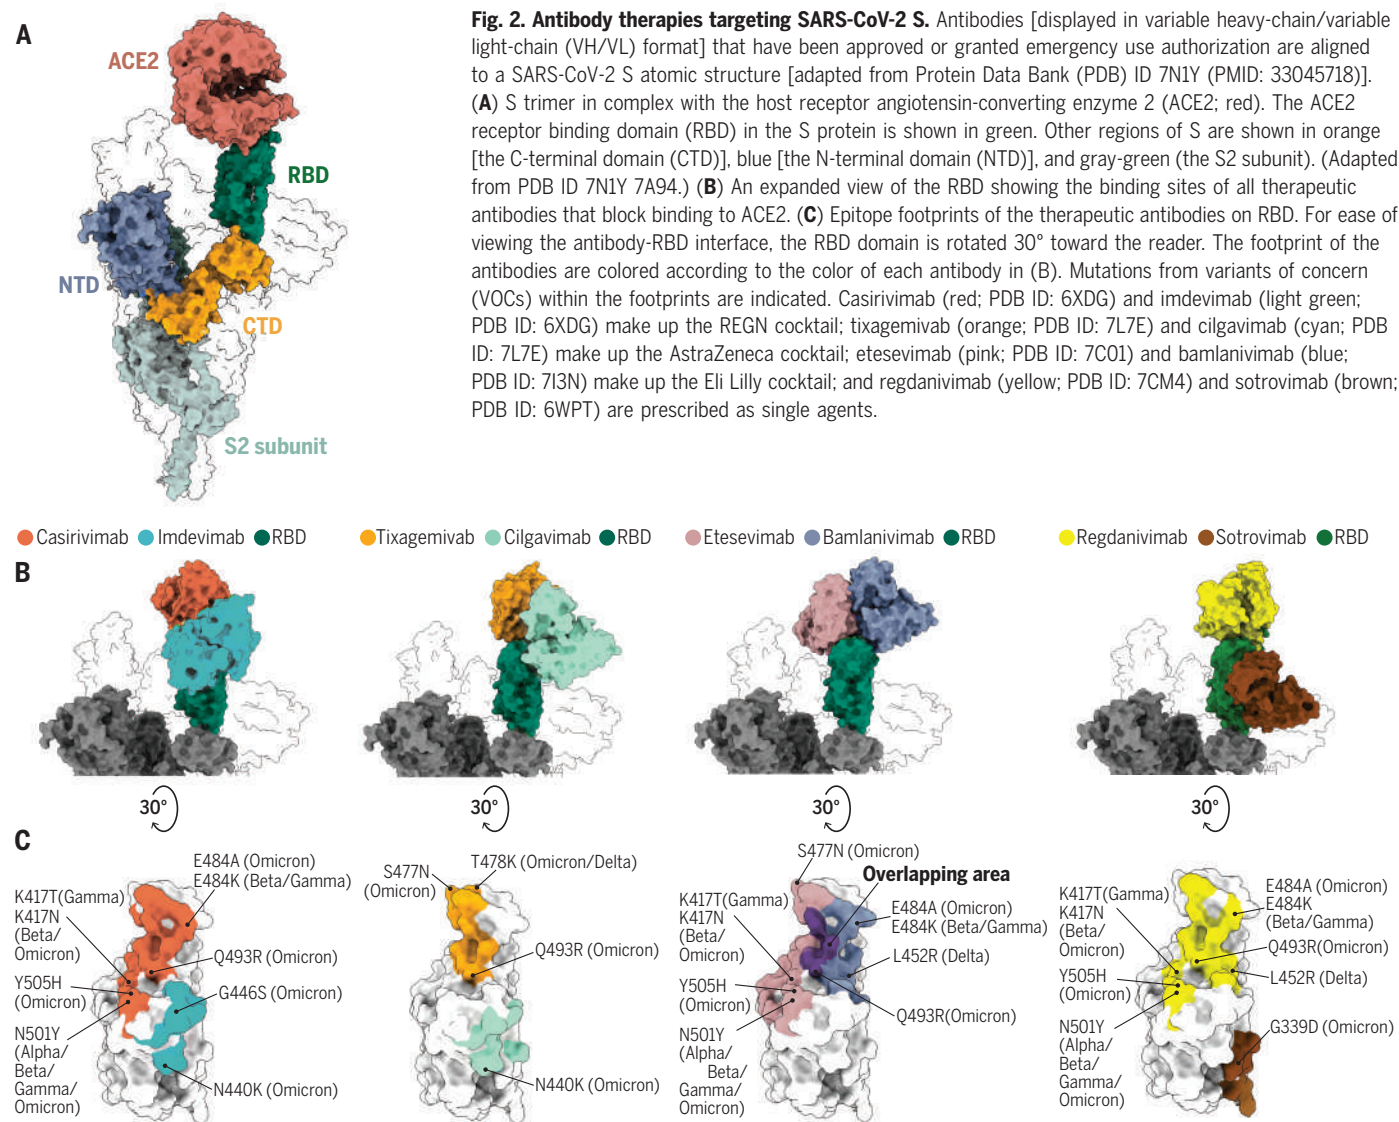 A
ACE2
RBD
NTD
CTD
S2 subunit
Fig. 2. Antibody therapies targeting SARS-CoV-2 S. Antibodies [displayed in variable heavy-chain/variable
light-chain (VH/VL) format] that have been approved or granted emergency use authorization are aligned
to a SARS-CoV-2 S atomic structure [adapted from Protein Data Bank (PDB) ID 7N1Y (PMID: 33045718)].
(A) S trimer in complex with the host receptor angiotensin-converting enzyme 2 (ACE2; red). The ACE2
receptor binding domain (RBD) in the S protein is shown in green. Other regions of S are shown in orange
[the C-terminal domain (CTD)], blue [the N-terminal domain (NTD)], and gray-green (the S2 subunit). (Adapted
from PDB ID 7N1Y 7A94.) (B) An expanded view of the RBD showing the binding sites of all therapeutic
antibodies that block binding to ACE2. (C) Epitope footprints of the therapeutic antibodies on RBD. For ease of
viewing the antibody-RBD interface, the RBD domain is rotated 30° toward the reader. The footprint of the
antibodies are colored according to the color of each antibody in (B). Mutations from variants of concern
(VOCs) within the footprints are indicated. Casirivimab (red; PDB ID: 6XDG) and imdevimab (light green;
PDB ID: 6XDG) make up the REGN cocktail; tixagemivab (orange; PDB ID: 7L7E) and cilgavimab (cyan; PDB
ID: 7L7E) make up the AstraZeneca cocktail; etesevimab (pink; PDB ID: 7C01) and bamlanivimab (blue;
PDB ID: 7I3N) make up the Eli Lilly cocktail; and regdanivimab (yellow; PDB ID: 7CM4) and sotrovimab (brown;
PDB ID: 6WPT) are prescribed as single agents.
Casirivimab Imdevimab RBD
Tixagemivab Cilgavimab RBD
Etesevimab Bamlanivimab RBD
Regdanivimab Sotrovimab RBD
B
30°
30°
30°
30°
C
E484A (Omicron)
E484K (Beta/Gamma)
K417T(Gamma)
K417N
(Beta/
Omicron)
Q493R (Omicron)
Y505H
(Omicron)
G446S (Omicron)
N501Y
(Alpha/
Beta/
Gamma/
Omicron)
N440K (Omicron)
S477N
(Omicron)
T478K (Omicron/Delta)
Q493R (Omicron)
N440K (Omicron)
S477N (Omicron)
Overlapping area
K417T(Gamma)
K417N
(Beta/
Omicron)
E484A (Omicron)
E484K (Beta/Gamma)
L452R (Delta)
Y505H
(Omicron)
Q493R(Omicron)
N501Y
(Alpha/
Beta/
Gamma/
Omicron)
K417T(Gamma)
K417N
(Beta/
Omicron)
E484A (Omicron)
E484K
(Beta/Gamma)
Q493R(Omicron)
Y505H
(Omicron)
L452R (Delta)
G339D (Omicron)
N501Y
(Alpha/
Beta/
Gamma/
Omicron)